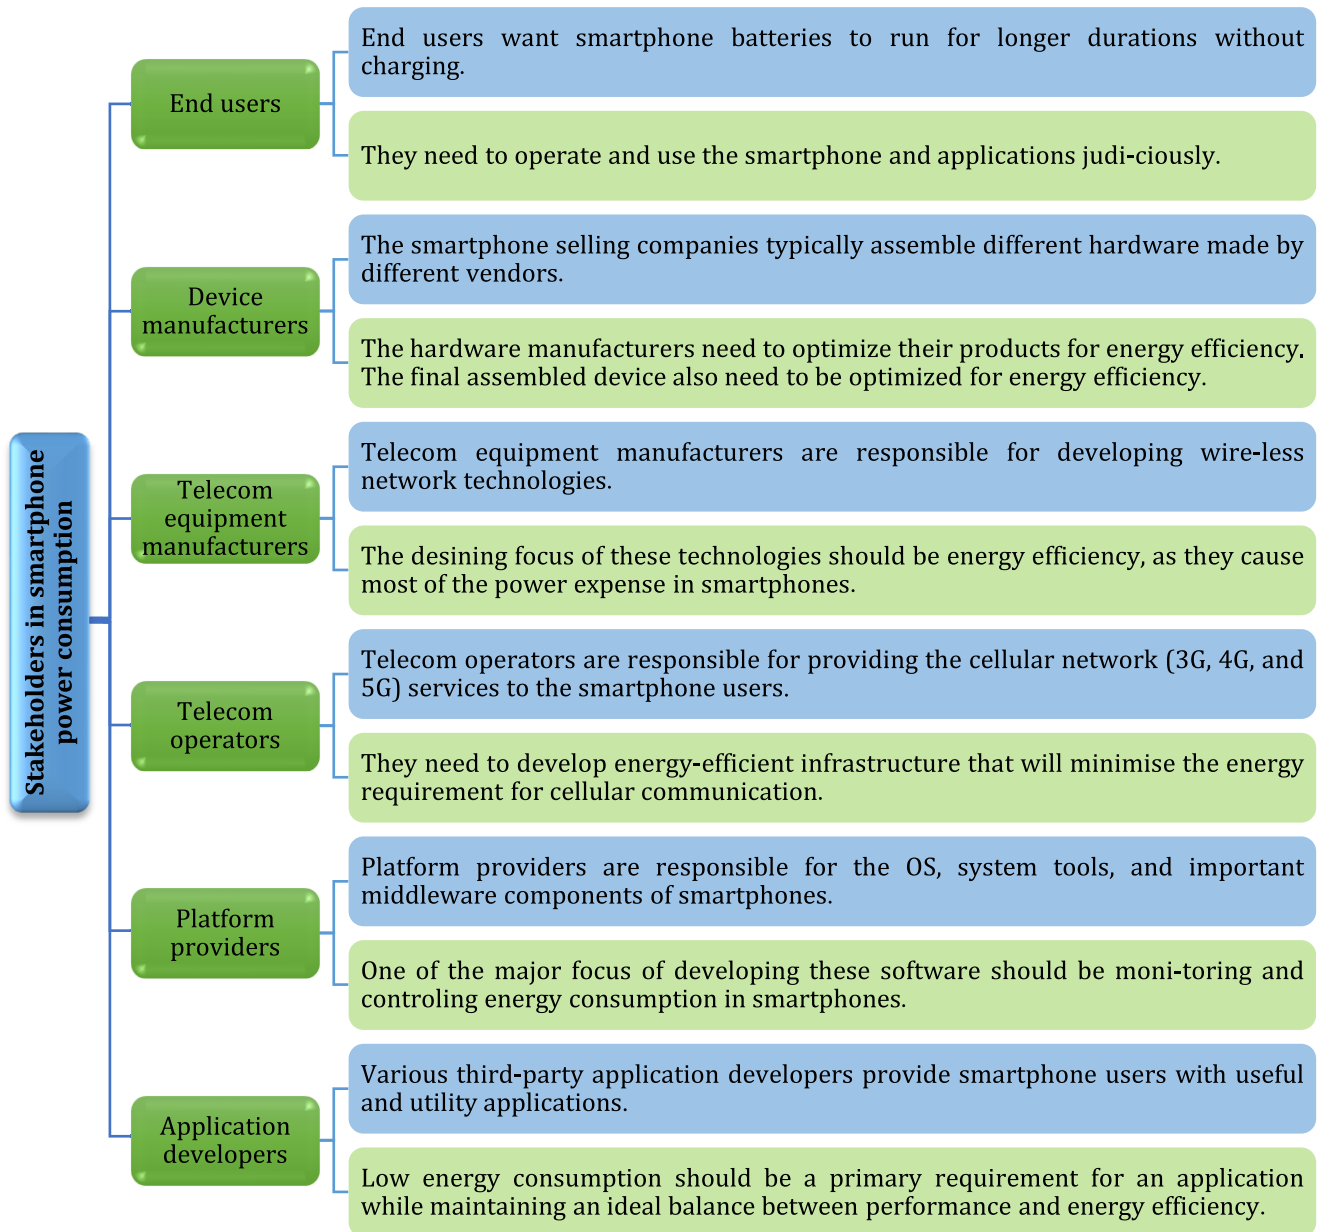 Stakeholders in smartphone
power consumption
End users
End users want smartphone batteries to run for longer durations without
charging.
They need to operate and use the smartphone and applications judi-ciously.
Device
manufacturers
The smartphone selling companies typically assemble different hardware made by
different vendors.
The hardware manufacturers need to optimize their products for energy efficiency.
The final assembled device also need to be optimized for energy efficiency.
Telecom
equipment
manufacturers
Telecom equipment manufacturers are responsible for developing wire-less
network technologies.
The desining focus of these technologies should be energy efficiency, as they cause
most of the power expense in smartphones.
Telecom
operators
Telecom operators are responsible for providing the cellular network (3G, 4G, and
5G) services to the smartphone users.
They need to develop energy-efficient infrastructure that will minimise the energy
requirement for cellular communication.
Platform
providers
Platform providers are responsible for the OS, system tools, and important
middleware components of smartphones.
One of the major focus of developing these software should be moni-toring and
controling energy consumption in smartphones.
Application
developers
Various third-party application developers provide smartphone users with useful
and utility applications.
Low energy consumption should be a primary requirement for an application
while maintaining an ideal balance between performance and energy efficiency.